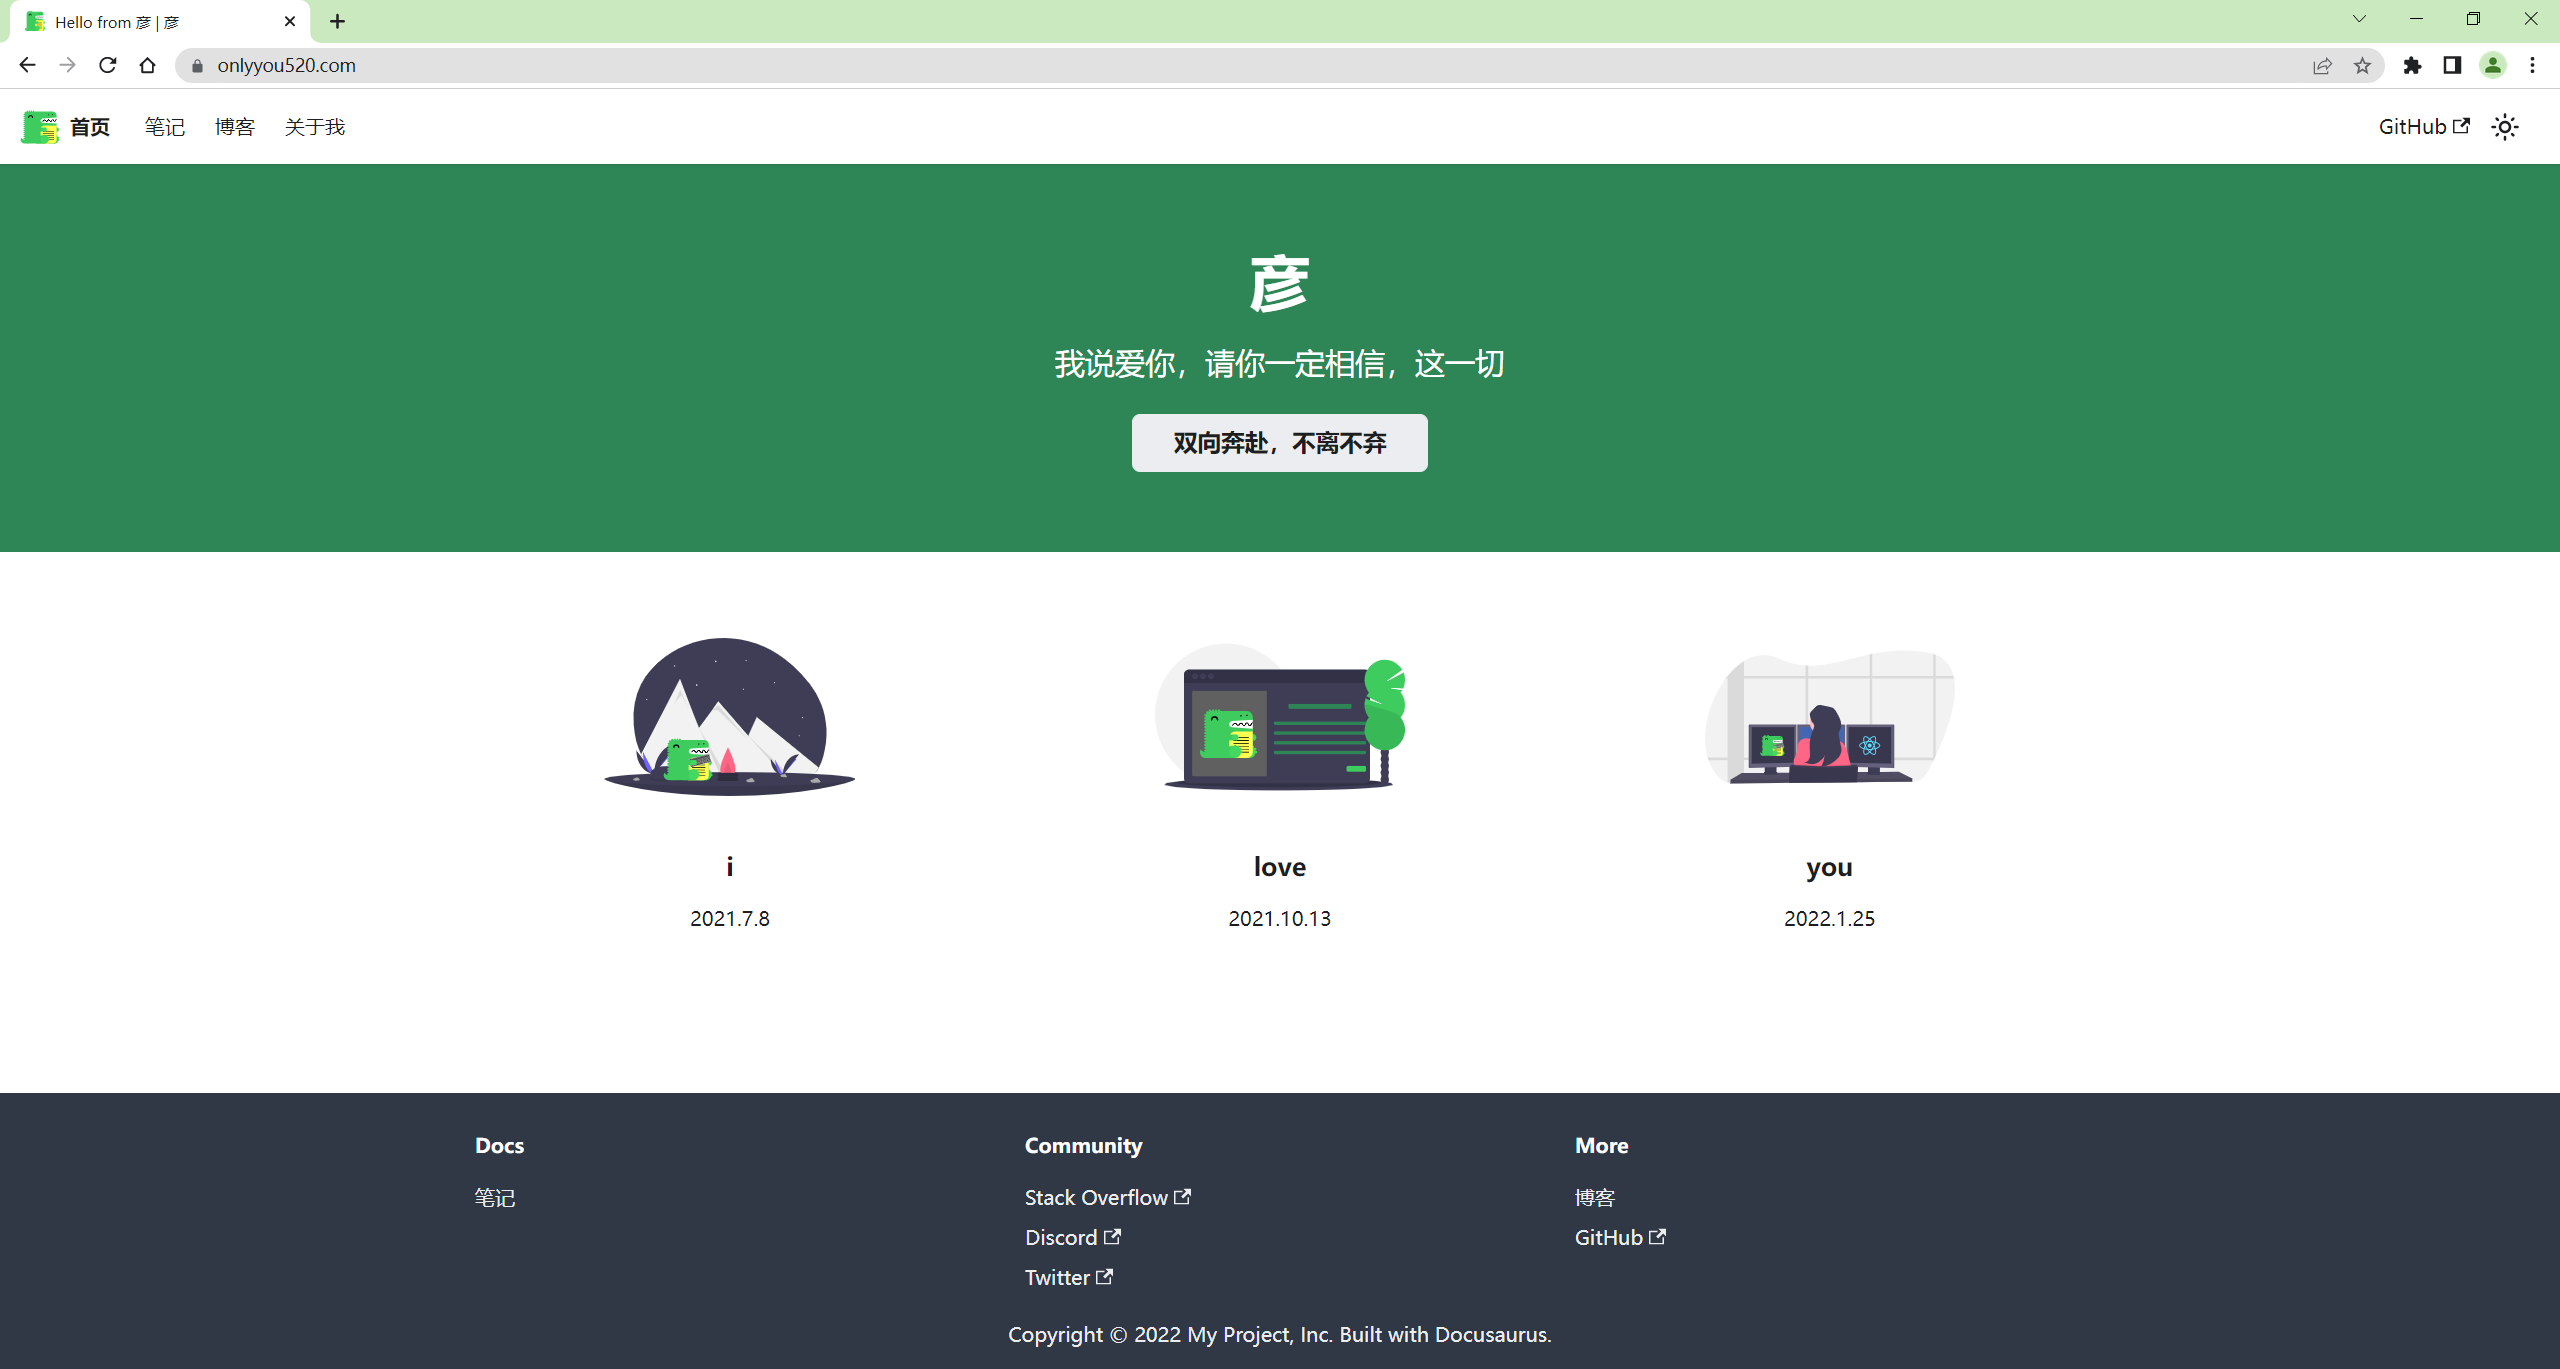 Hello from 彦 | 彦
onlyyou520.com
首页 笔记 博客 关于我 GitHub
彦
我说爱你，请你一定相信，这一切
双向奔赴，不离不弃
i love you
2021.7.8 2021.10.13 2022.1.25
Docs Community More
笔记 Stack Overflow 博客
Discord GitHub
Twitter
Copyright © 2022 My Project, Inc. Built with Docusaurus.